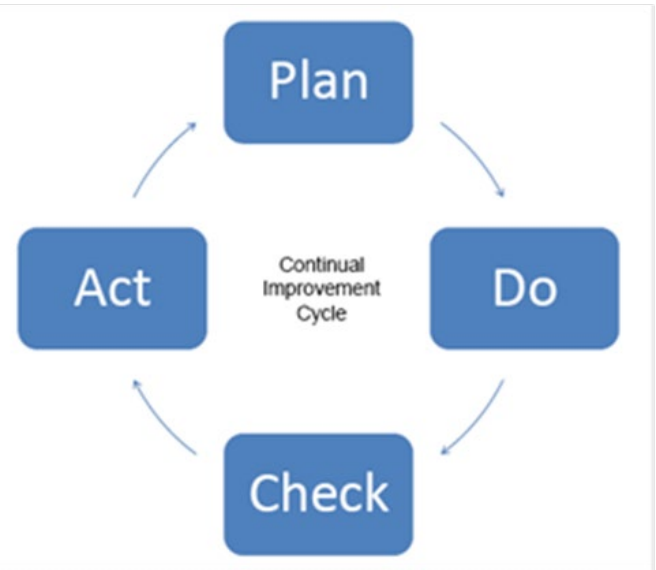 Plan
Act
Continual
Improvement
Cycle
Do
Check